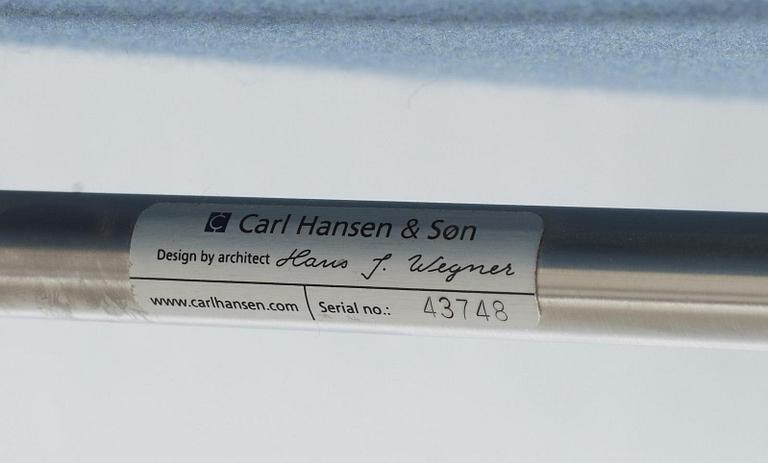 Carl Hansen & Søn
Design by architect Hans J. Wegner
www.carlhansen.com Serial no.: 43748